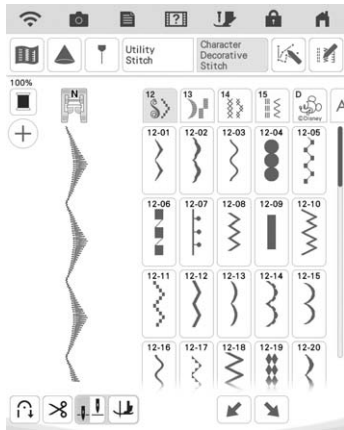 Utility
Stitch
Character
Decorative
Stitch
100%
N
12 13 14 15 D
©Disney
A
12-01 12-02 12-03 12-04 12-05
12-06 12-07 12-08 12-09 12-10
12-11 12-12 12-13 12-14 12-15
12-16 12-17 12-18 12-19 12-20